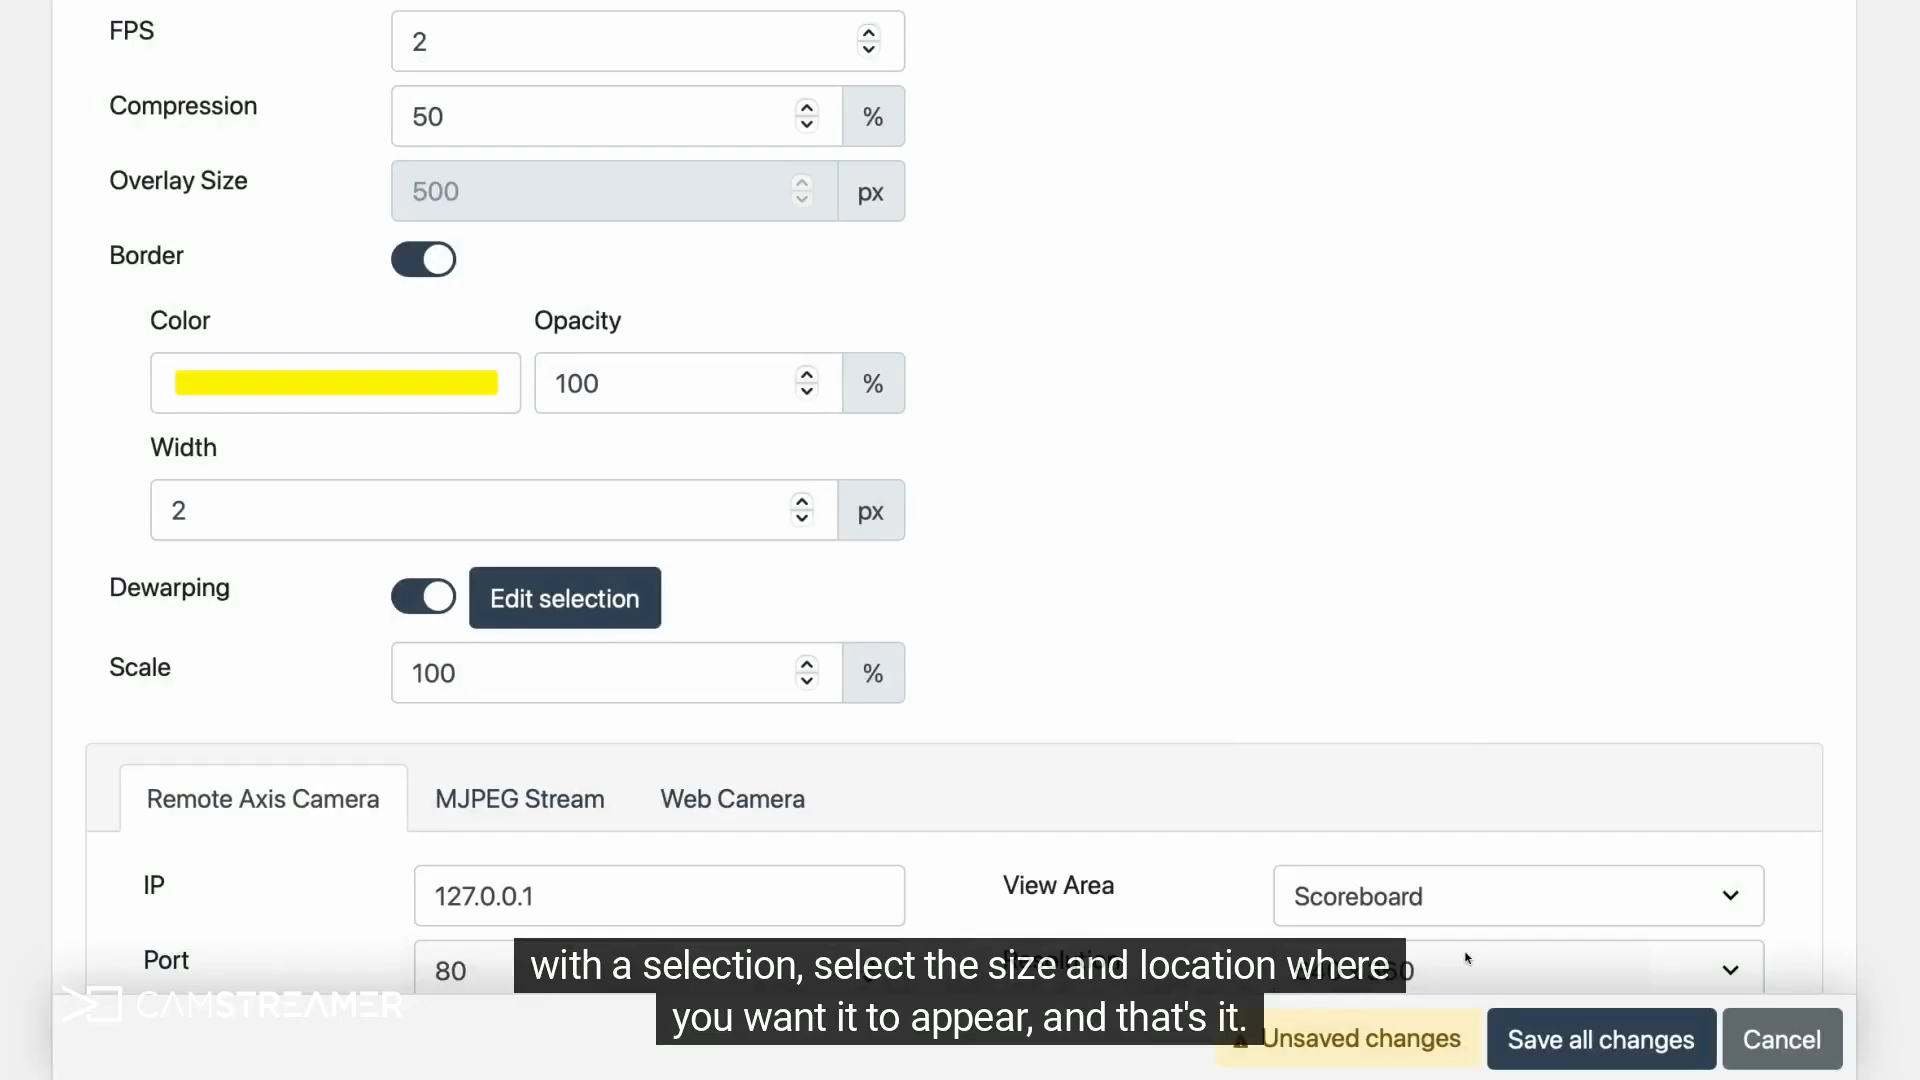 FPS
2
Compression
50 %
Overlay Size
500 px
Border
Color Opacity
100 %
Width
2 px
Dewarping Edit selection
Scale
100 %
Remote Axis Camera MJPEG Stream Web Camera
IP 127.0.0.1 View Area Scoreboard
Port 80
with a selection, select the size and location where
you want it to appear, and that's it.
CAMSTREAMER
Unsaved changes Save all changes Cancel